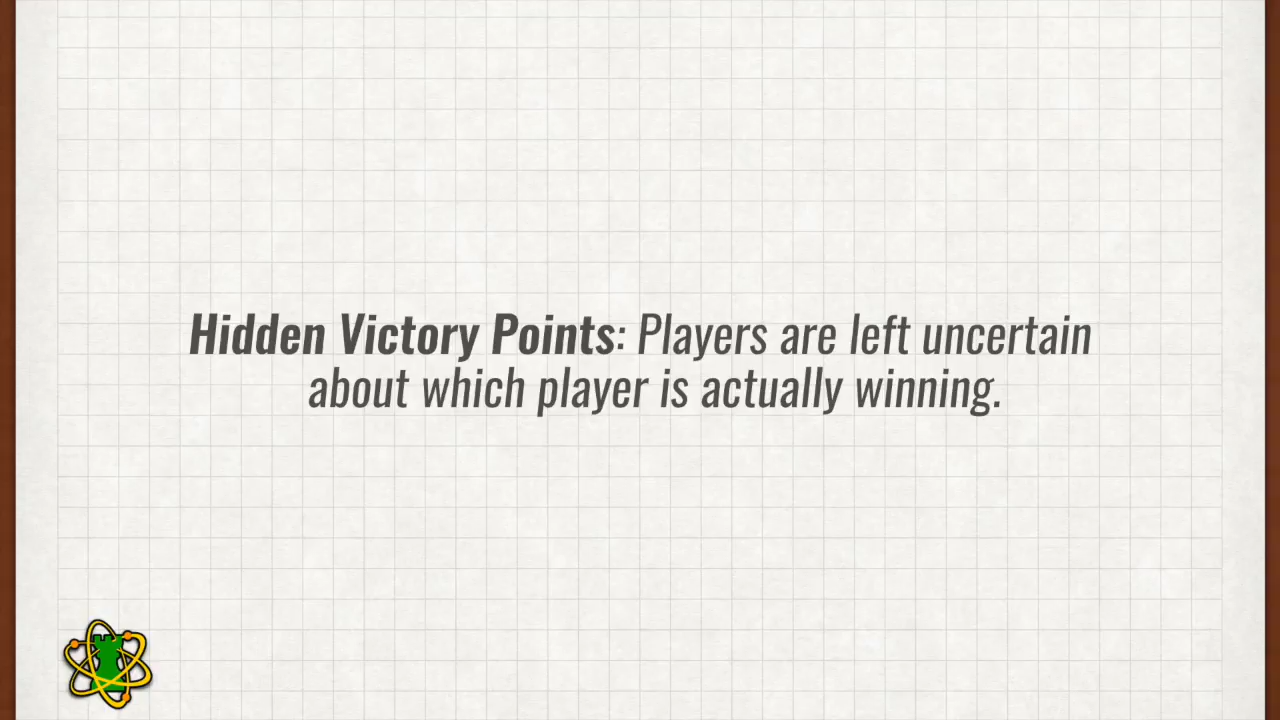 Hidden Victory Points: Players are left uncertain
about which player is actually winning.